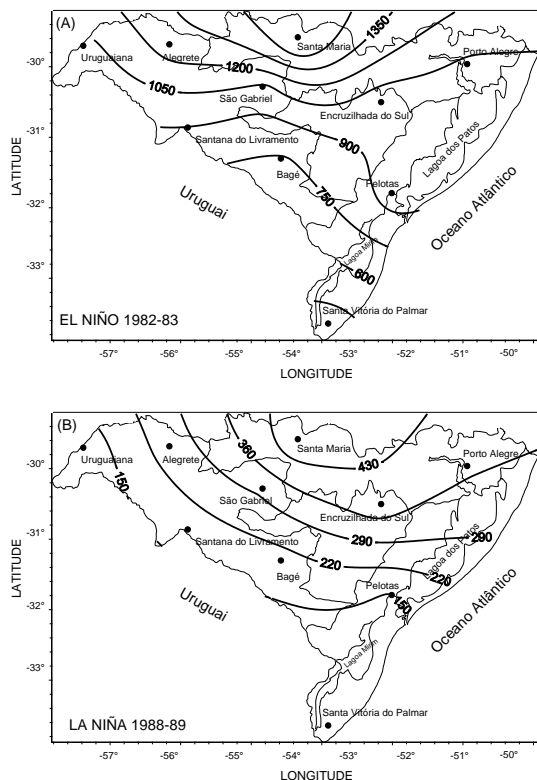 (A)
1350
Santa Maria
Porto Alegre
-30°
Uruguaiana
Alegrete
1200
1050
São Gabriel
Encruzilhada do Sul
-31°
Santana do Livramento
900
Lagoa dos Patos
LATITUDE
Bagé
750
Pelotas
-32°
Uruguai
Oceano Atlântico
Lagoa Mirim
-33°
600
Santa Vitória do Palmar
EL NIÑO 1982-83
-57° -56° -55° -54° -53° -52° -51° -50°
LONGITUDE
(B)
360
Santa Maria
430
Porto Alegre
-30°
Uruguaiana
Alegrete
150
São Gabriel
Encruzilhada do Sul
-31°
Santana do Livramento
290
290
Lagoa dos Patos
LATITUDE
220
220
Bagé
Pelotas
150
-32°
Uruguai
Oceano Atlântico
Lagoa Mirim
-33°
Santa Vitória do Palmar
LA NIÑA 1988-89
-57° -56° -55° -54° -53° -52° -51° -50°
LONGITUDE